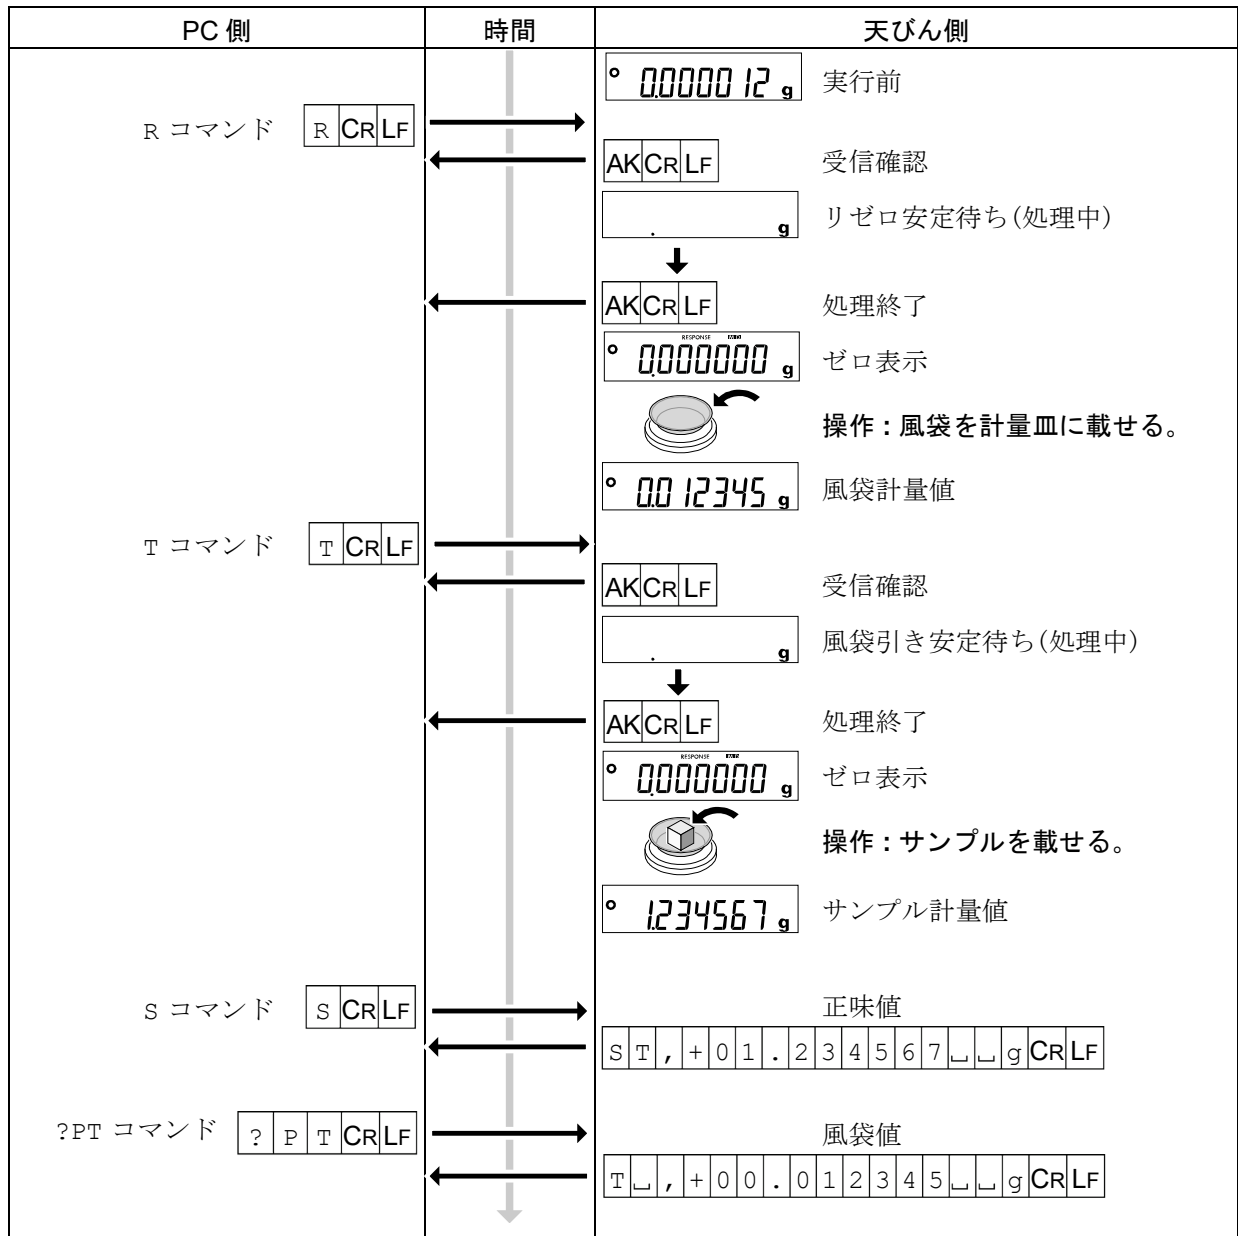 PC 側 時間 天びん側
0.000012 g 実行前
R コマンド R CR LF
AK CR LF 受信確認
. g リゼロ安定待ち(処理中)
AK CR LF 処理終了
RESPONSE
0.000000 g ゼロ表示
操作：風袋を計量皿に載せる。
0.012345 g 風袋計量値
T コマンド T CR LF
AK CR LF 受信確認
. g 風袋引き安定待ち(処理中)
AK CR LF 処理終了
RESPONSE
0.000000 g ゼロ表示
操作：サンプルを載せる。
1.234567 g サンプル計量値
S コマンド S CR LF 正味値
S T , + 0 1 . 2 3 4 5 6 7 ␣ ␣ g CR LF
?PT コマンド ? P T CR LF 風袋値
T ␣ , + 0 0 . 0 1 2 3 4 5 ␣ ␣ g CR LF